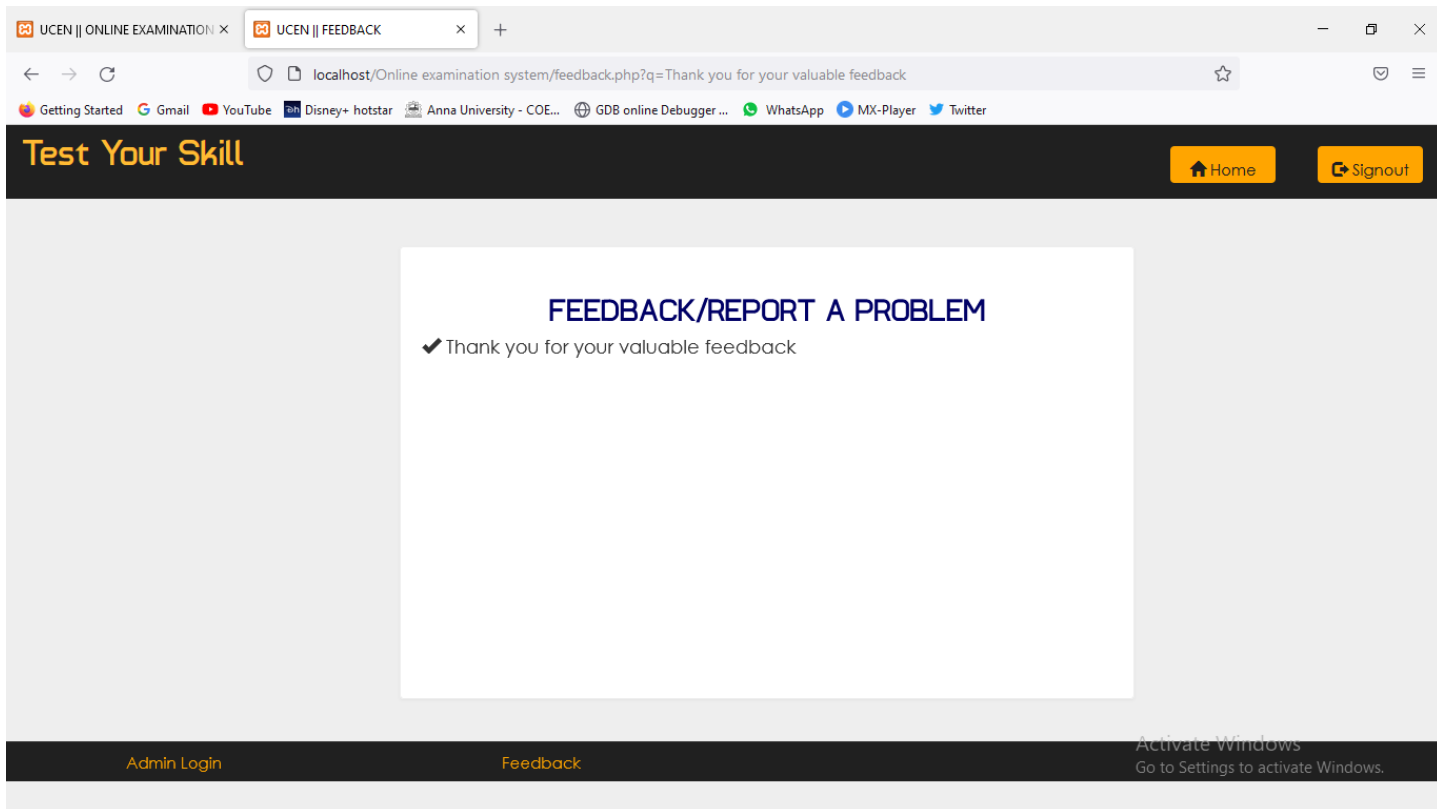 UCEN || ONLINE EXAMINATION
UCEN || FEEDBACK
localhost/Online examination system/feedback.php?q=Thank you for your valuable feedback
Getting Started Gmail YouTube Disney+ hotstar Anna University - COE... GDB online Debugger ... WhatsApp MX-Player Twitter
Test Your Skill
Home Signout
FEEDBACK/REPORT A PROBLEM
Thank you for your valuable feedback
Activate Windows
Admin Login Feedback Go to Settings to activate Windows.